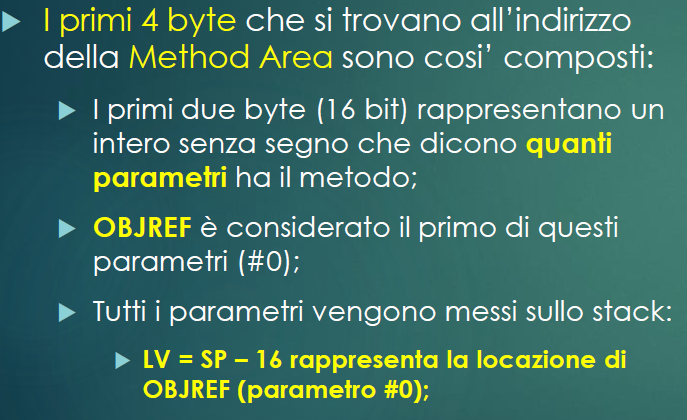 I primi 4 byte che si trovano all’indirizzo
della Method Area sono cosi’ composti:
I primi due byte (16 bit) rappresentano un
intero senza segno che dicono quanti
parametri ha il metodo;
OBJREF è considerato il primo di questi
parametri (#0);
Tutti i parametri vengono messi sullo stack:
LV = SP – 16 rappresenta la locazione di
OBJREF (parametro #0);